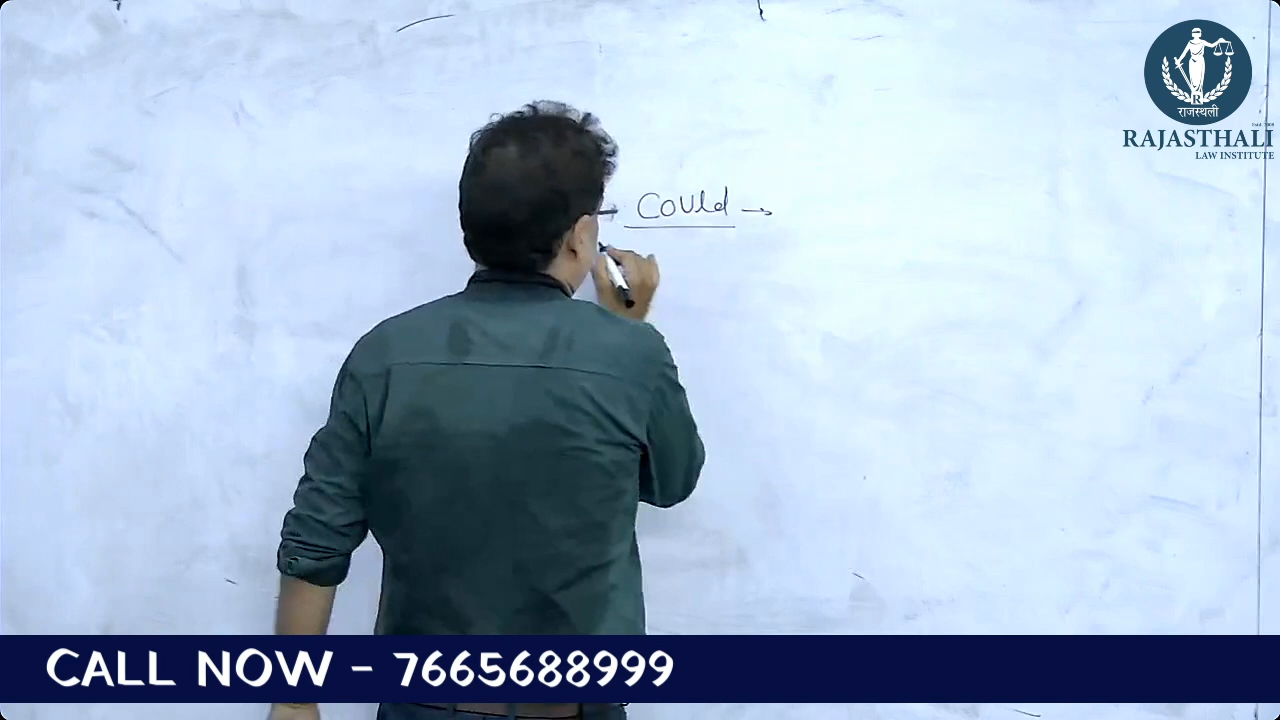 राजस्थली
RAJASTHALI
LAW INSTITUTE
Could →
CALL NOW - 7665688999